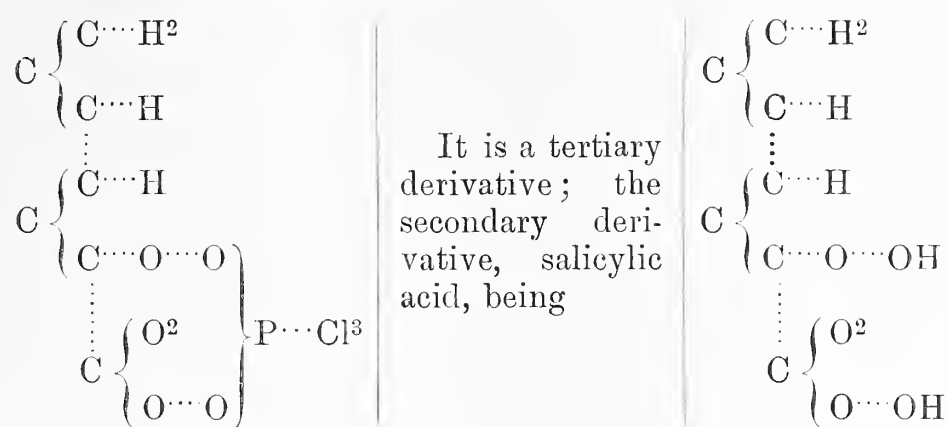 C···H²
C
C···H
C···H
C
C···O···O
O²
P···Cl³
C
O···O
It is a tertiary
derivative; the
secondary deri-
vative, salicylic
acid, being
C···H²
C
C···H
C···H
C
C···O···OH
O²
C
O···OH